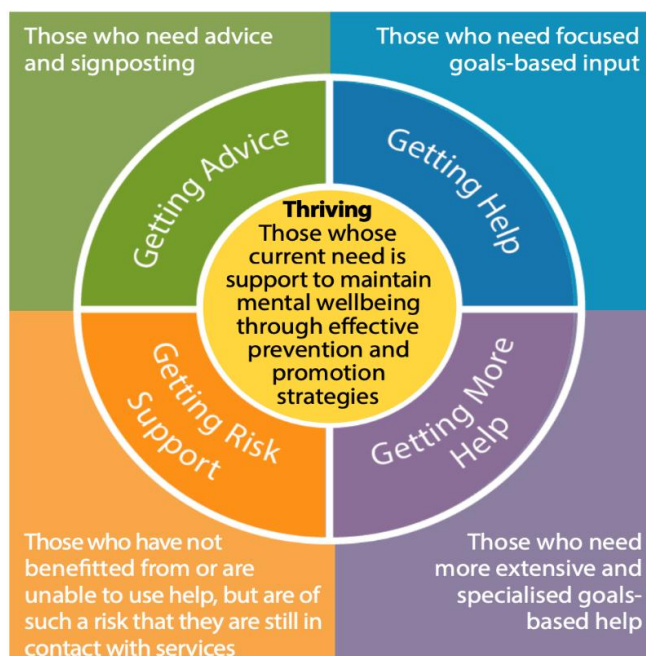 Those who need advice
and signposting
Those who need focused
goals-based input
Getting Advice
Getting Help
Thriving
Those whose
current need is
support to maintain
mental wellbeing
through effective
prevention and
promotion
strategies
Getting Risk
Support
Getting More
Help
Those who have not
benefitted from or are
unable to use help, but are of
such a risk that they are still in
contact with services
Those who need
more extensive and
specialised goals-
based help